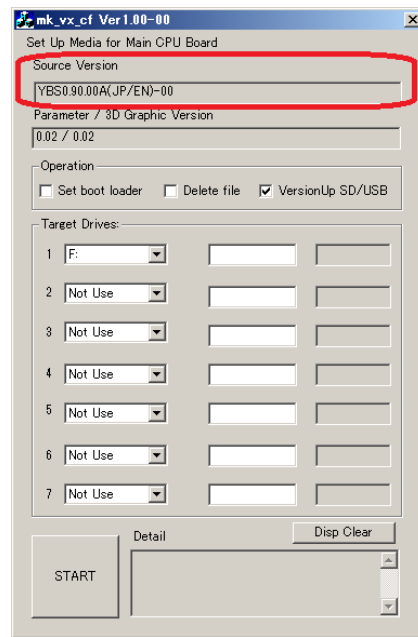 mk_vx_cf Ver1.00-00
Set Up Media for Main CPU Board
Source Version
YBS0.90.00A(JP/EN)-00
Parameter / 3D Graphic Version
0.02 / 0.02
Operation
Set boot loader Delete file VersionUp SD/USB
Target Drives:
1 F:
2 Not Use
3 Not Use
4 Not Use
5 Not Use
6 Not Use
7 Not Use
Detail Disp Clear
START